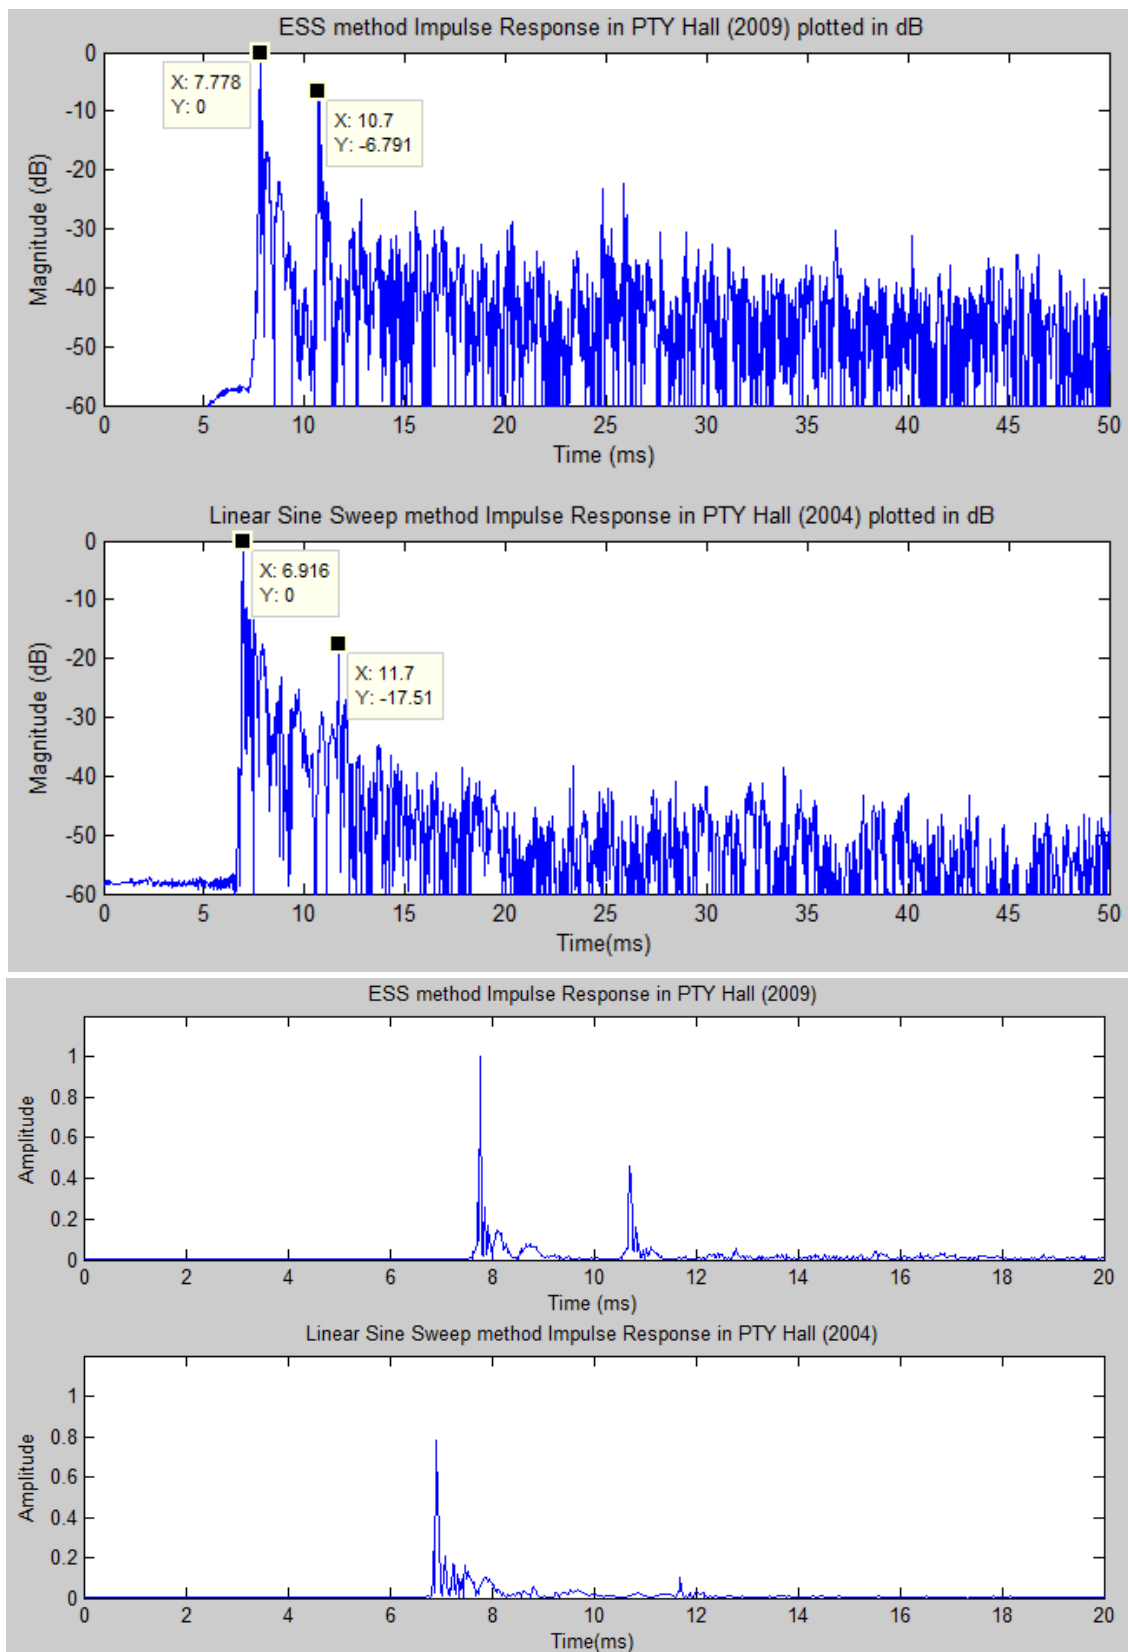 ESS method Impulse Response in PTY Hall (2009) plotted in dB
Magnitude (dB)
0
-10
-20
-30
-40
-50
-60
X: 7.778
Y: 0
X: 10.7
Y: -6.791
0 5 10 15 20 25 30 35 40 45 50
Time (ms)
Linear Sine Sweep method Impulse Response in PTY Hall (2004) plotted in dB
Magnitude (dB)
0
-10
-20
-30
-40
-50
-60
X: 6.916
Y: 0
X: 11.7
Y: -17.51
0 5 10 15 20 25 30 35 40 45 50
Time(ms)
ESS method Impulse Response in PTY Hall (2009)
Amplitude
1
0.8
0.6
0.4
0.2
0
0 2 4 6 8 10 12 14 16 18 20
Time (ms)
Linear Sine Sweep method Impulse Response in PTY Hall (2004)
Amplitude
1
0.8
0.6
0.4
0.2
0
0 2 4 6 8 10 12 14 16 18 20
Time(ms)